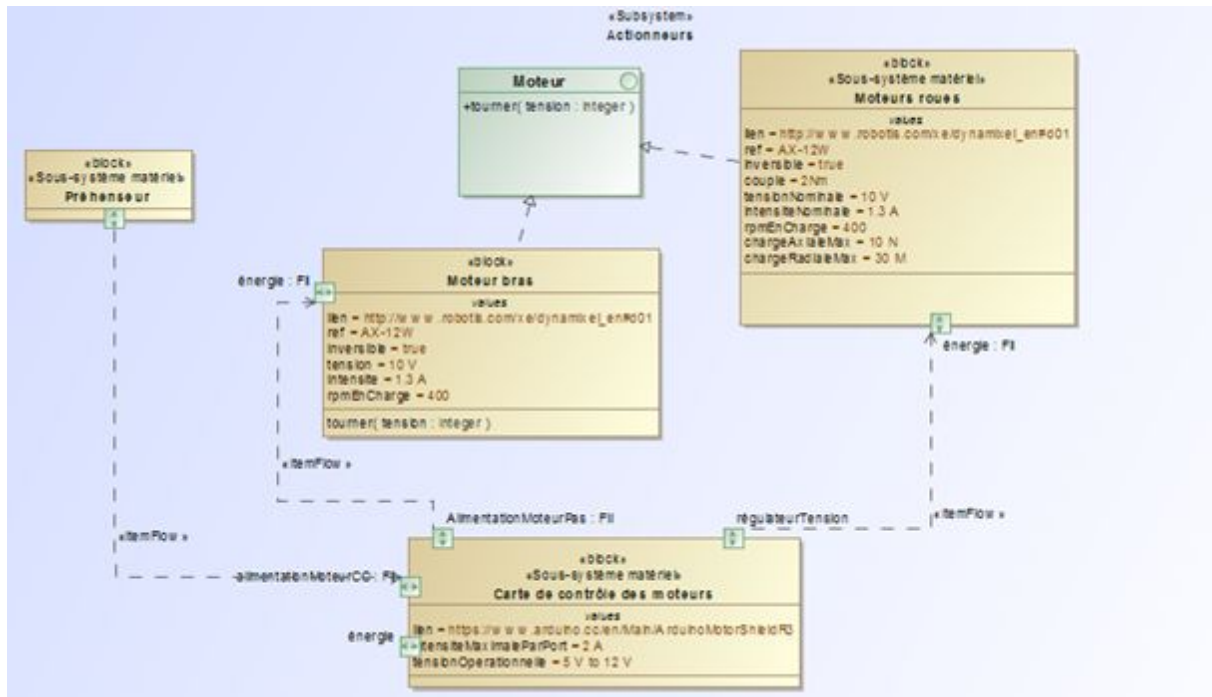 «Subsystem»
Actionneurs
Moteur
+tourner( tension : Integer )
«block»
«Sous-système matériel»
Moteurs roues
values
lien = http://www.robotis.com/xe/dynamixel_en#d01
ref = AX-12W
inversible = true
couple = 2Nm
tensionNominale = 10 V
intensiteNominale = 1.3 A
rpmEnCharge = 400
chargeAxialeMax = 10 N
chargeRadialeMax = 30 M
énergie : Fil
«block»
«Sous-système matériel»
Préhenseur
«block»
Moteur bras
énergie : Fil
values
lien = http://www.robotis.com/xe/dynamixel_en#d01
ref = AX-12W
inversible = true
tension = 10 V
intensite = 1.3 A
rpmEnCharge = 400
tourner( tension : Integer )
«itemFlow »
«itemFlow »
«itemFlow »
AlimentationMoteurPas : Fil
régulateurTension
alimentationMoteurCC : Fil
énergie
«block»
«Sous-système matériel»
Carte de contrôle des moteurs
values
lien = https://www.arduino.cc/en/Main/ArduinoMotorShieldR3
intensiteMaximaleParPort = 2 A
tensionOperationnelle = 5 V to 12 V